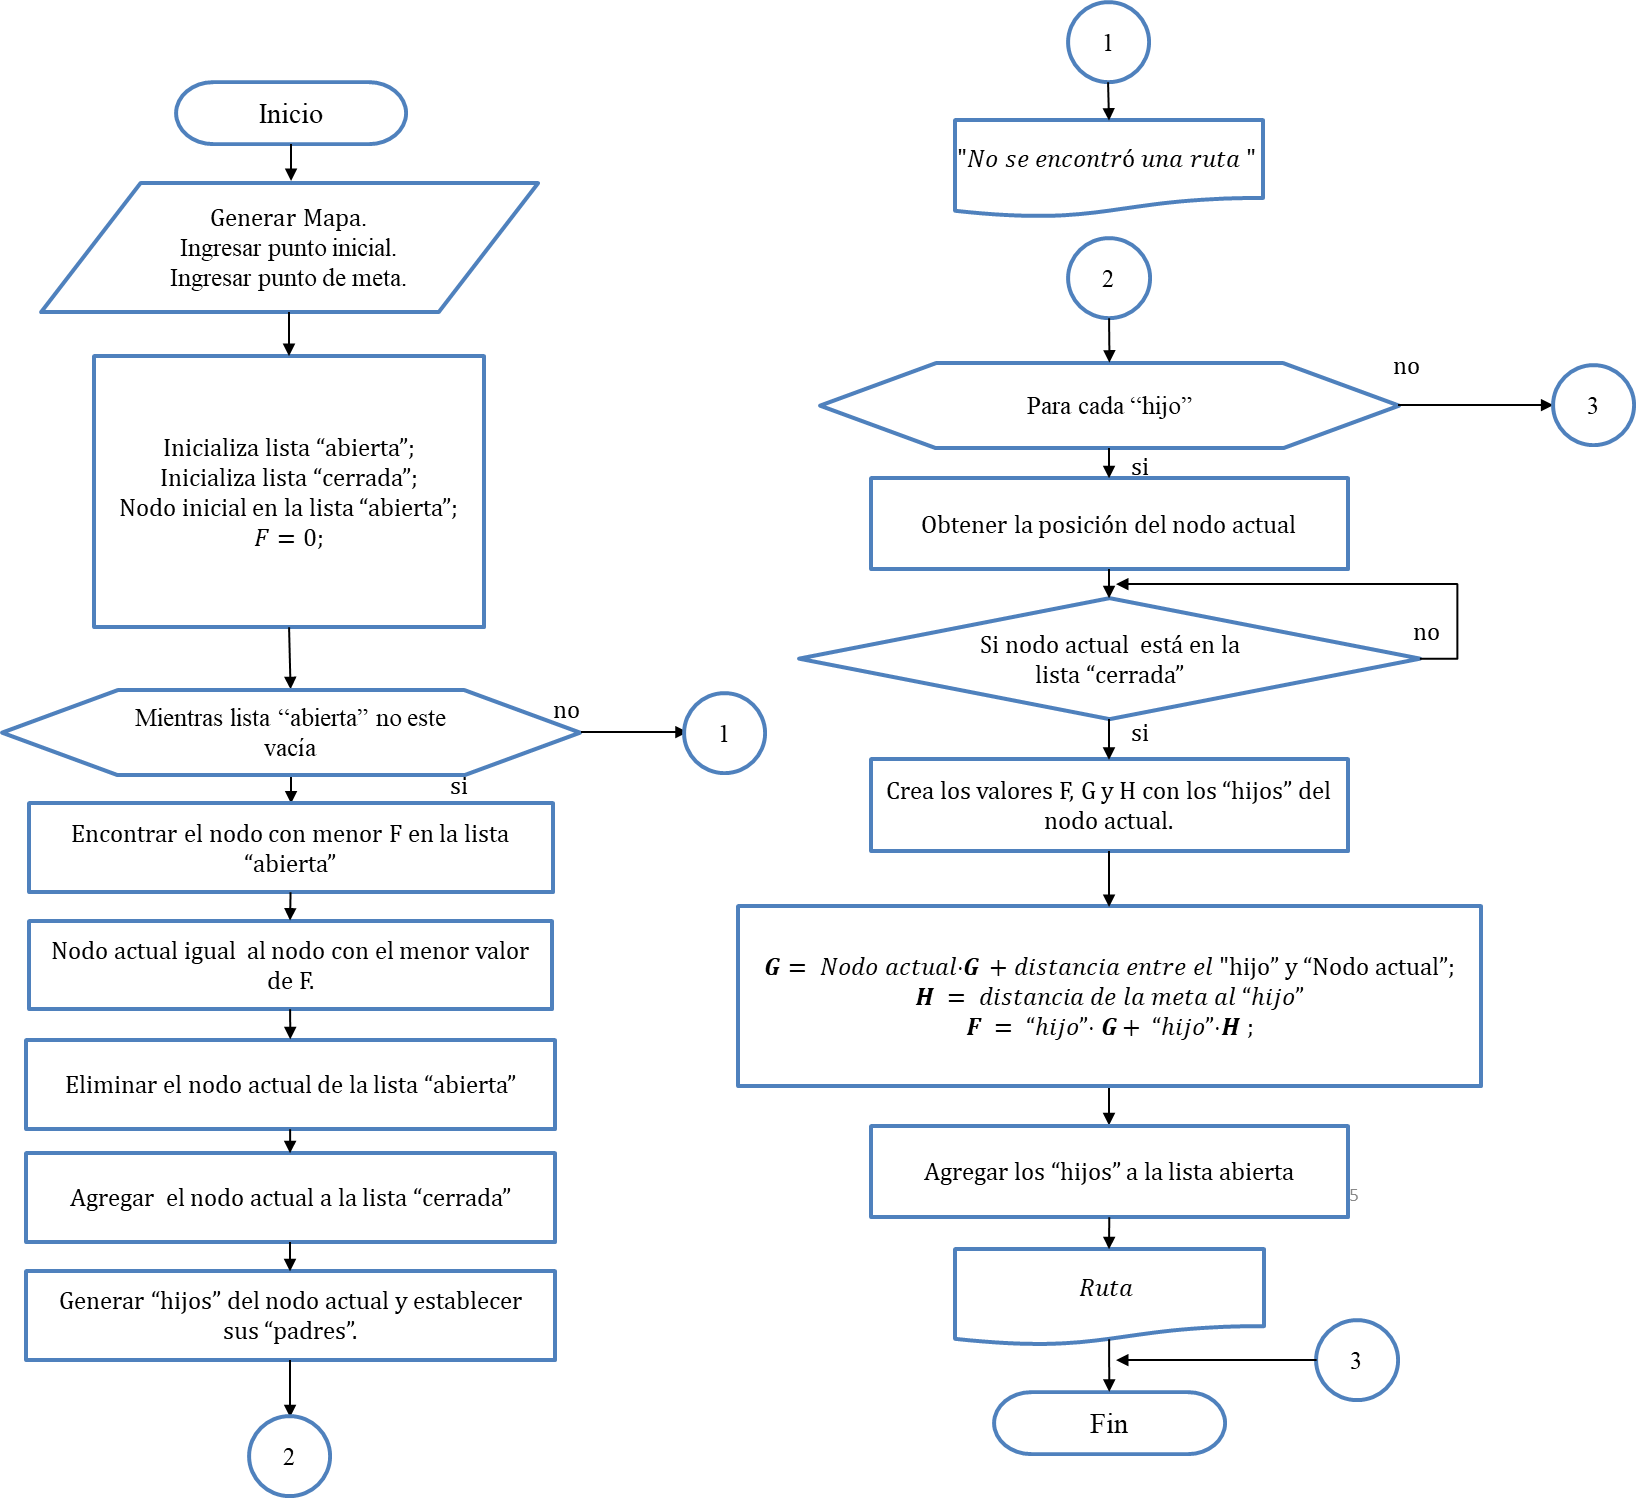 Inicio
Generar Mapa.
Ingresar punto inicial.
Ingresar punto de meta.
Inicializa lista “abierta”;
Inicializa lista “cerrada”;
Nodo inicial en la lista “abierta”;
F = 0;
Mientras lista “abierta” no este
vacía
no
1
si
Encontrar el nodo con menor F en la lista
“abierta”
Nodo actual igual al nodo con el menor valor
de F.
Eliminar el nodo actual de la lista “abierta”
Agregar el nodo actual a la lista “cerrada”
Generar “hijos” del nodo actual y establecer
sus “padres”.
2
1
"No se encontró una ruta "
2
Para cada “hijo”
no
3
si
Obtener la posición del nodo actual
Si nodo actual está en la
lista “cerrada”
no
si
Crea los valores F, G y H con los “hijos” del
nodo actual.
G = Nodo actual·G + distancia entre el "hijo” y “Nodo actual”;
H = distancia de la meta al “hijo”
F = “hijo”· G + “hijo”·H ;
Agregar los “hijos” a la lista abierta
5
Ruta
3
Fin